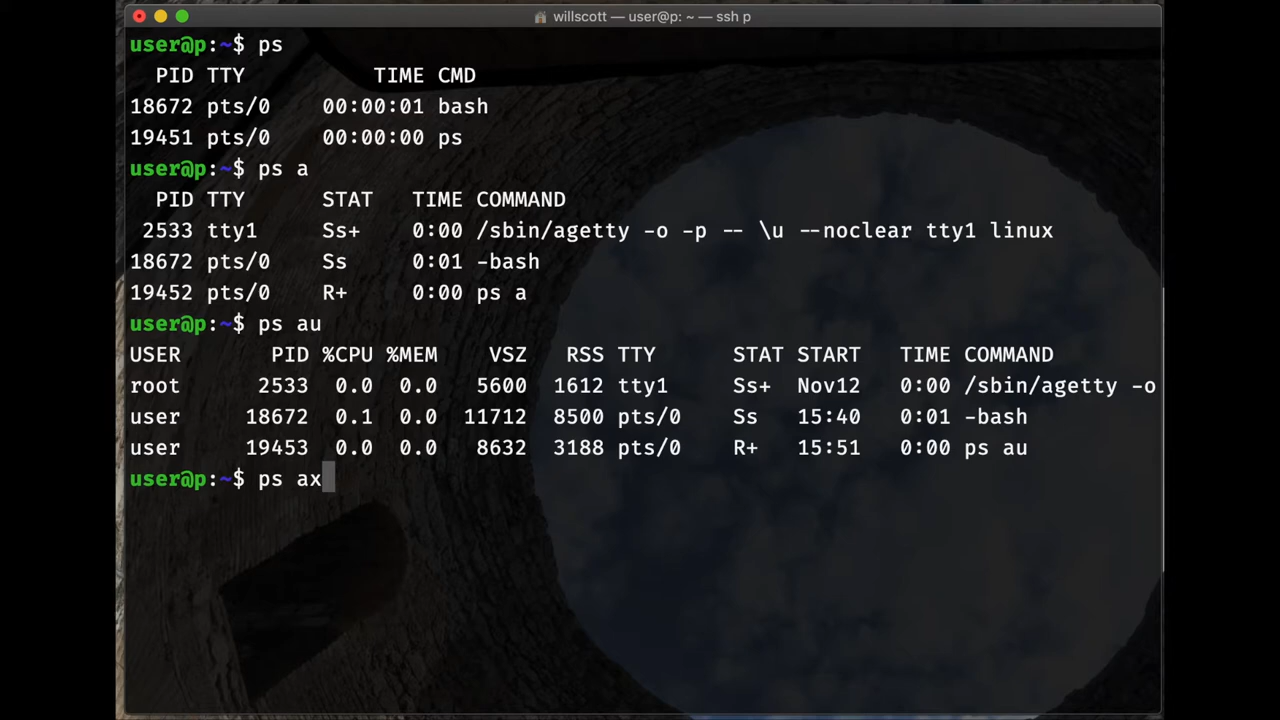 willscott — user@p: ~ — ssh p
user@p:~$ ps
  PID TTY          TIME CMD
18672 pts/0    00:00:01 bash
19451 pts/0    00:00:00 ps
user@p:~$ ps a
  PID TTY      STAT   TIME COMMAND
 2533 tty1     Ss+    0:00 /sbin/agetty -o -p -- \u --noclear tty1 linux
18672 pts/0    Ss     0:01 -bash
19452 pts/0    R+     0:00 ps a
user@p:~$ ps au
USER       PID %CPU %MEM    VSZ   RSS TTY      STAT START   TIME COMMAND
root      2533  0.0  0.0   5600  1612 tty1     Ss+  Nov12   0:00 /sbin/agetty -o
user     18672  0.1  0.0  11712  8500 pts/0    Ss   15:40   0:01 -bash
user     19453  0.0  0.0   8632  3188 pts/0    R+   15:51   0:00 ps au
user@p:~$ ps ax